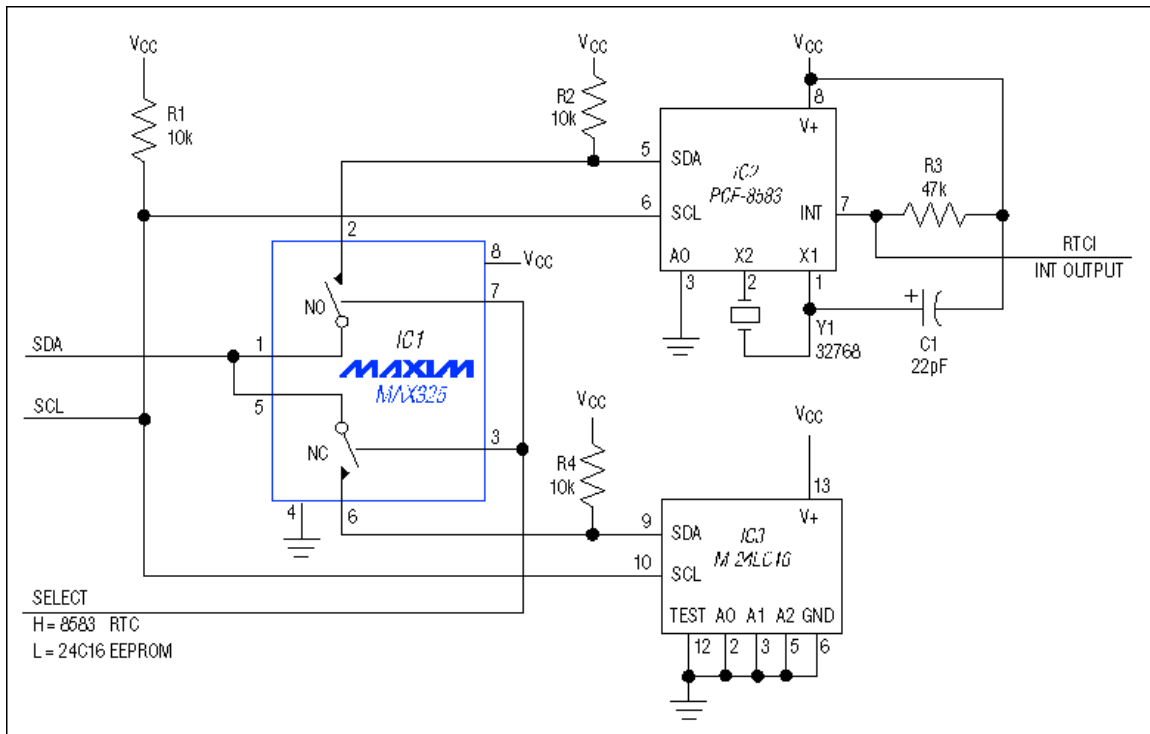 VCC
R1
10k
VCC
R2
10k
VCC
8
V+
5
SDA
IC2
PCF-8583
R3
47k
6
SCL
INT
7
RTCI
INT OUTPUT
A0
X2
X1
3
2
1
Y1
32768
+
C1
22pF
2
8
VCC
7
NO
IC1
MAXIM
MAX325
SDA
1
5
SCL
NC
3
4
6
VCC
R4
10k
VCC
13
V+
9
SDA
IC3
10
SCL
TEST A0 A1 A2 GND
12 2 3 5 6
SELECT
H = 8583 RTC
L = 24C16 EEPROM